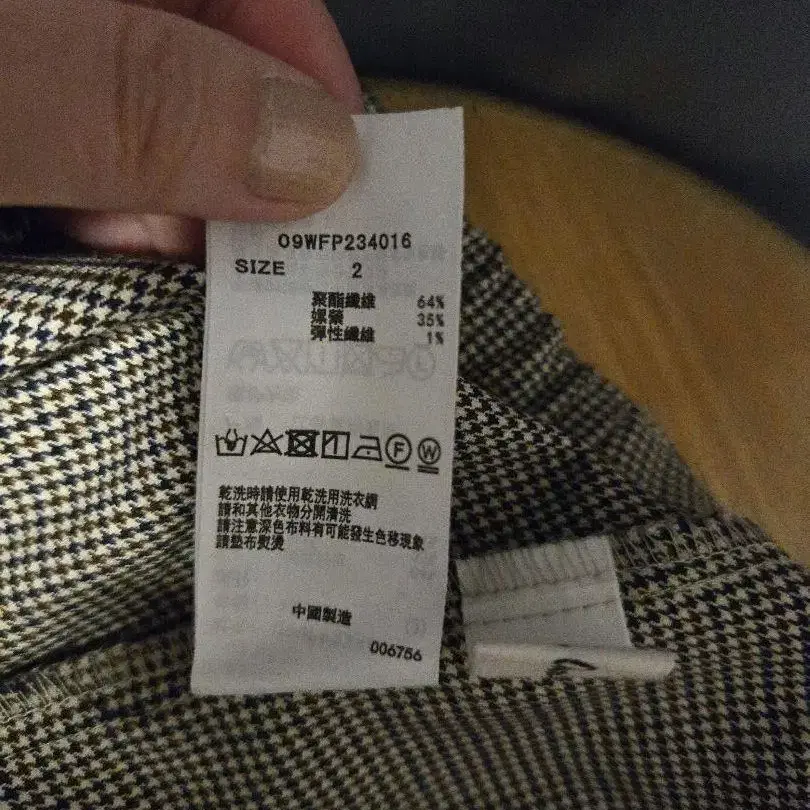 09WFP234016
SIZE 2
聚酯纖維 64%
嫘縈 35%
彈性纖維 1%
F W
乾洗時請使用乾洗用洗衣網
請和其他衣物分開清洗
請注意深色布料有可能發生色移現象
請墊布熨燙
中國製造
006756